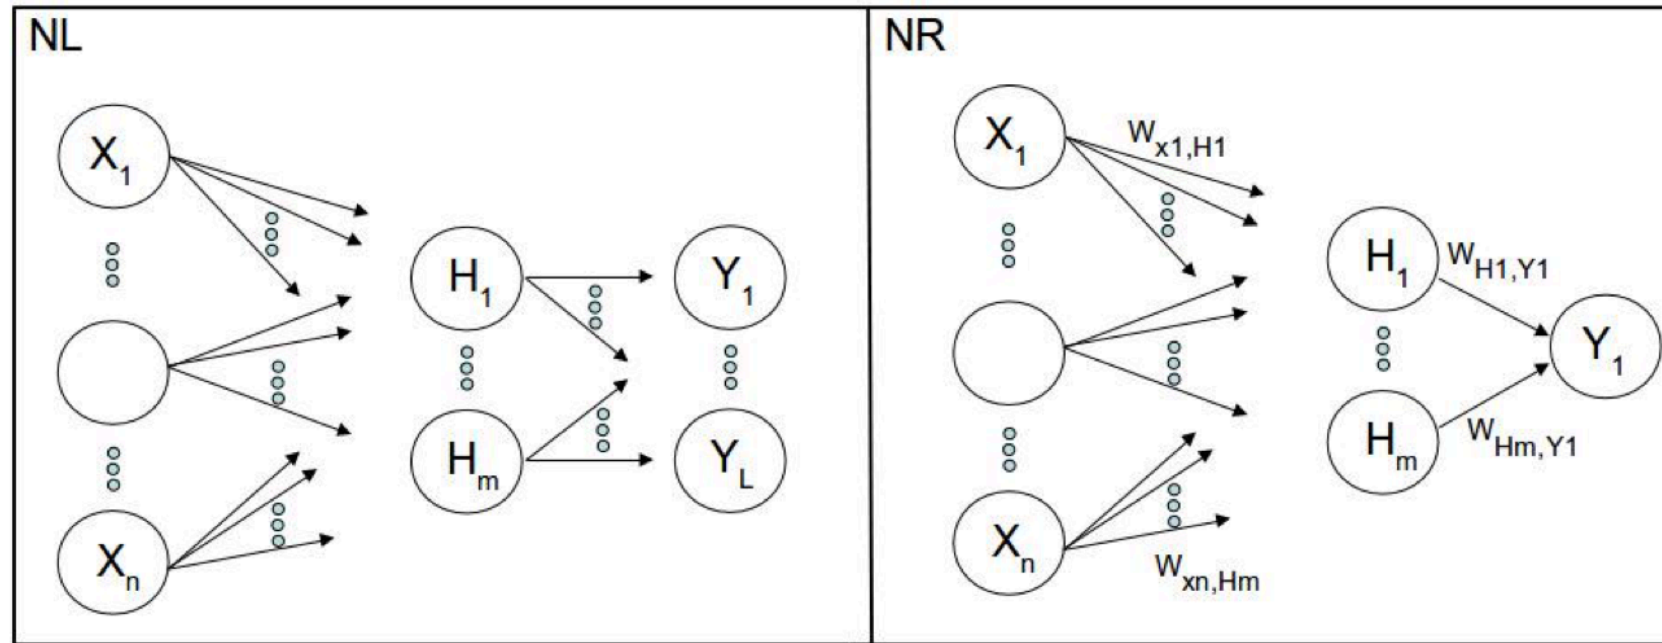 NL
X1
H1
Y1
Hm
YL
Xn
NR
X1
Wx1,H1
H1
WH1,Y1
Y1
Hm
WHm,Y1
Xn
Wxn,Hm